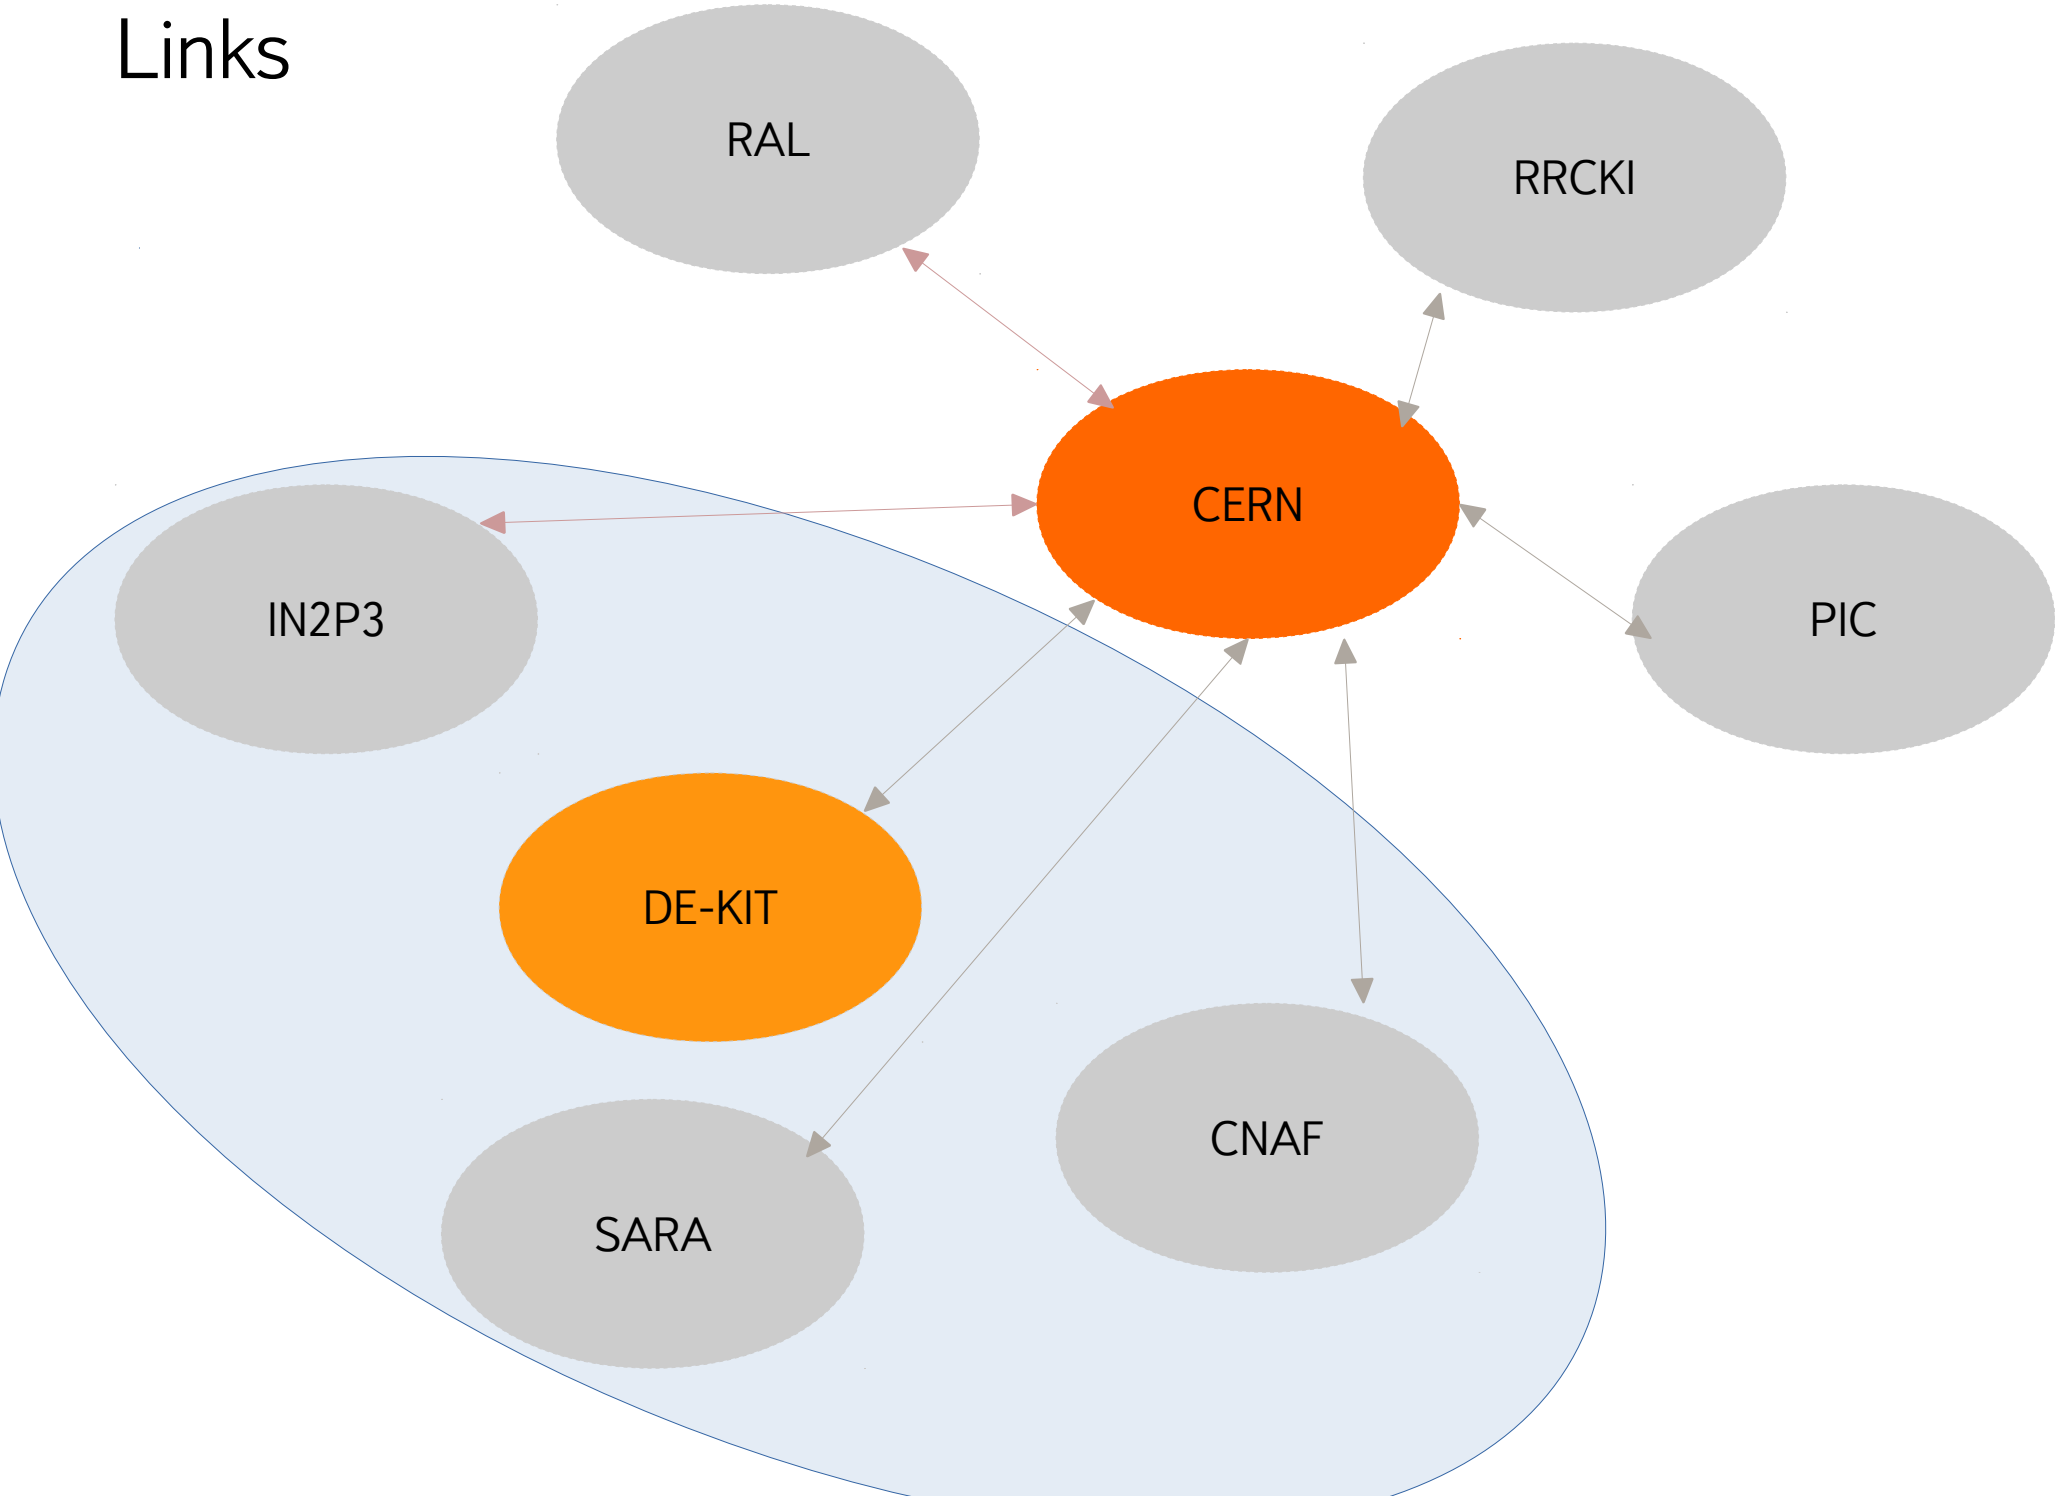 Links
RAL
RRCKI
CERN
IN2P3
PIC
DE-KIT
CNAF
SARA